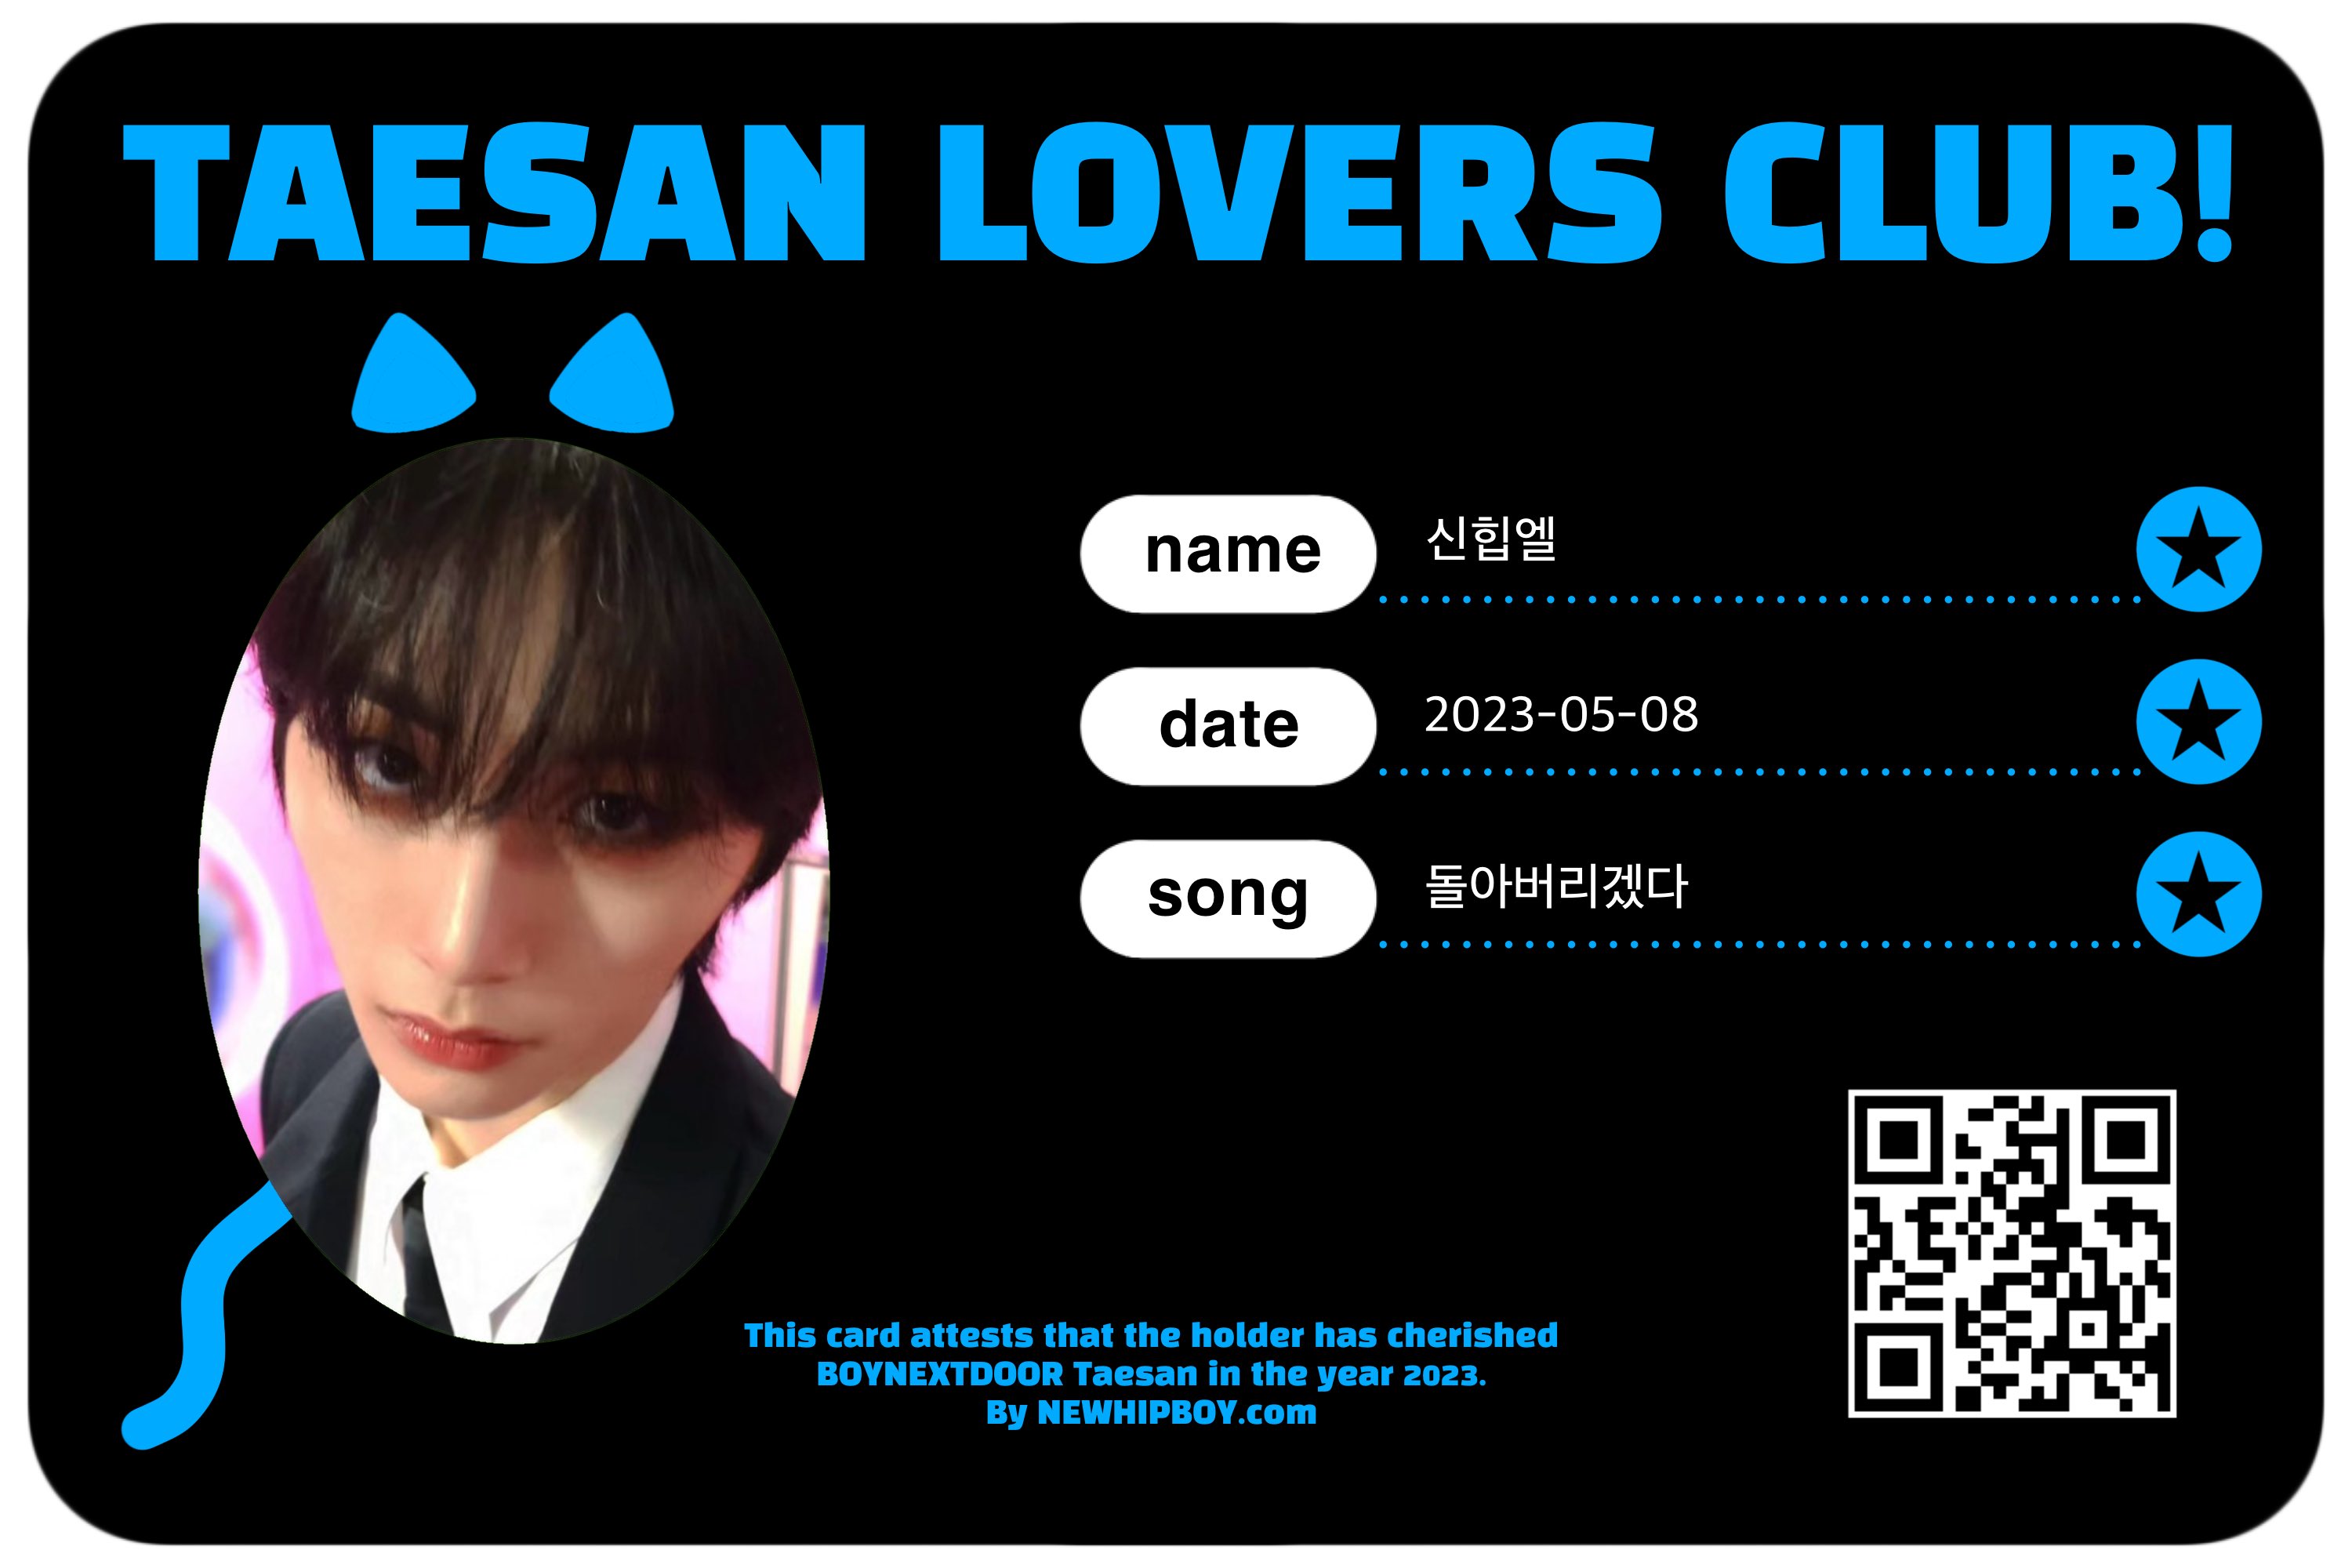 TAESAN LOVERS CLUB!
name 신힙엘
date 2023-05-08
song 돌아버리겠다
This card attests that the holder has cherished
BOYNEXTDOOR Taesan in the year 2023.
By NEWHIPBOY.com